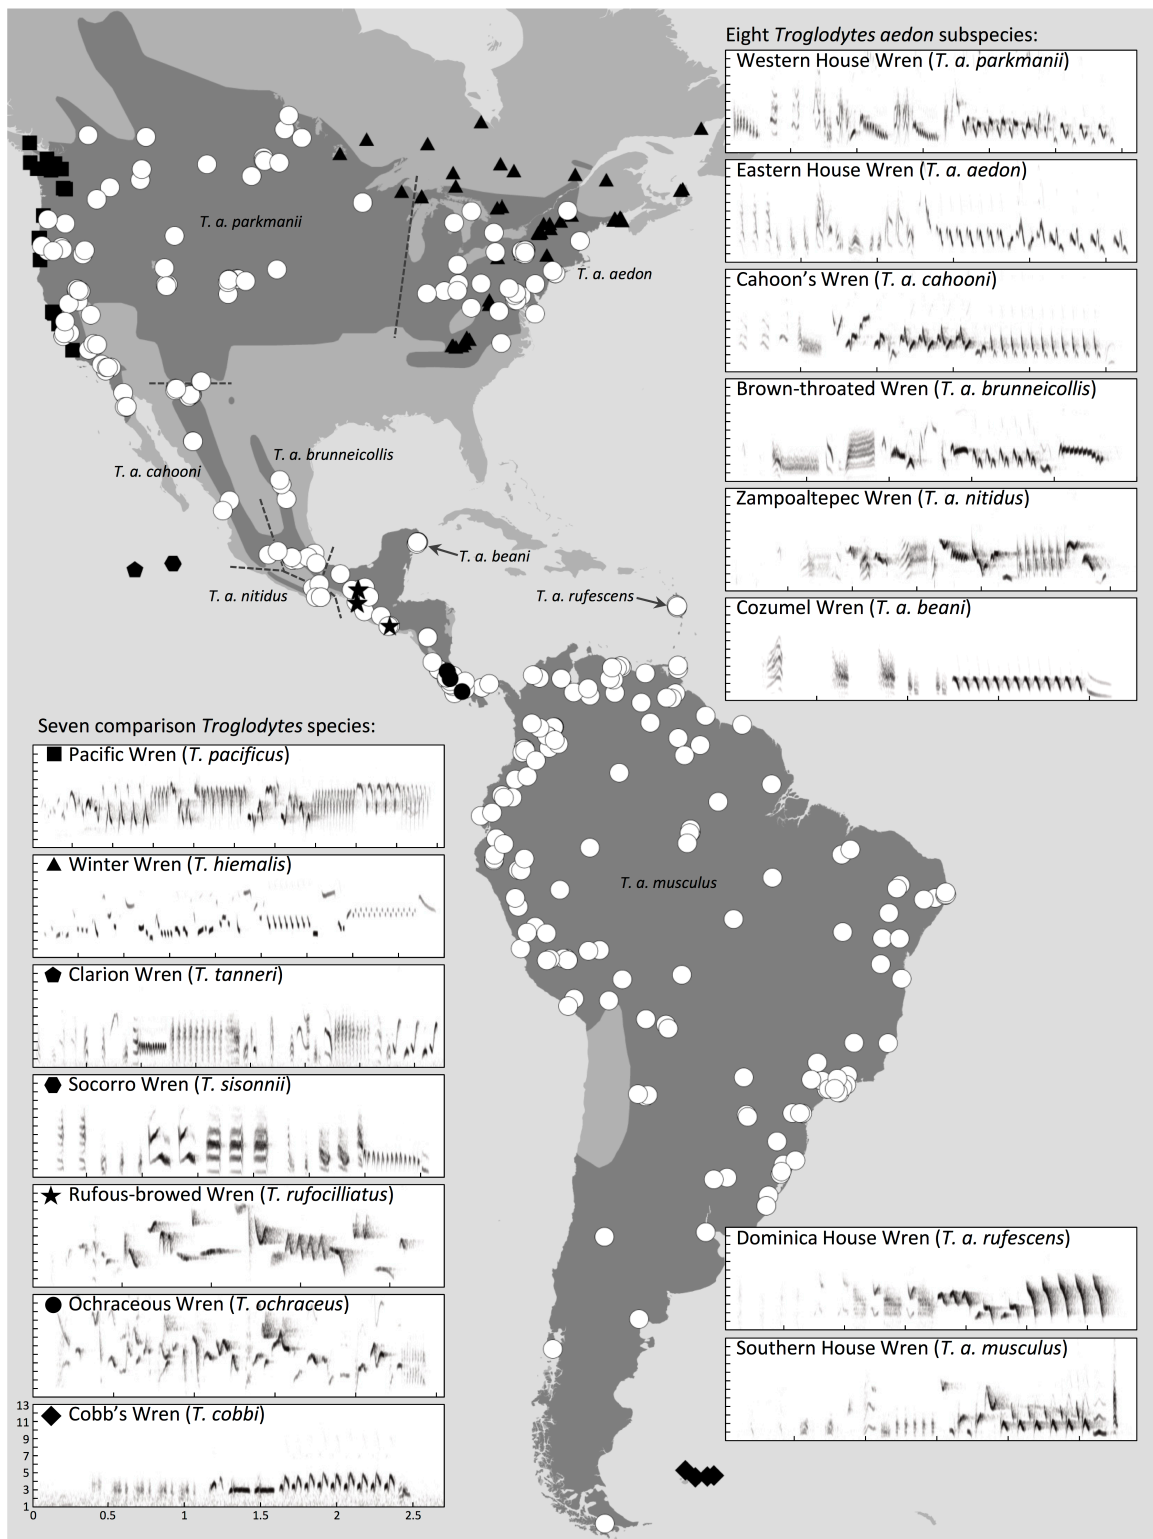 Eight Troglodytes aedon subspecies:
Western House Wren (T. a. parkmanii)
Eastern House Wren (T. a. aedon)
Cahoon's Wren (T. a. cahooni)
Brown-throated Wren (T. a. brunneicollis)
Zampoaltepec Wren (T. a. nitidus)
Cozumel Wren (T. a. beani)
T. a. parkmanii
T. a. aedon
T. a. cahooni
T. a. brunneicollis
T. a. beani
T. a. nitidus
T. a. rufescens
T. a. musculus
Seven comparison Troglodytes species:
Pacific Wren (T. pacificus)
Winter Wren (T. hiemalis)
Clarion Wren (T. tanneri)
Socorro Wren (T. sisonnii)
Rufous-browed Wren (T. rufocilliatus)
Ochraceous Wren (T. ochraceus)
Cobb's Wren (T. cobbi)
13
11
9
7
5
3
1
0 0.5 1 1.5 2 2.5
Dominica House Wren (T. a. rufescens)
Southern House Wren (T. a. musculus)